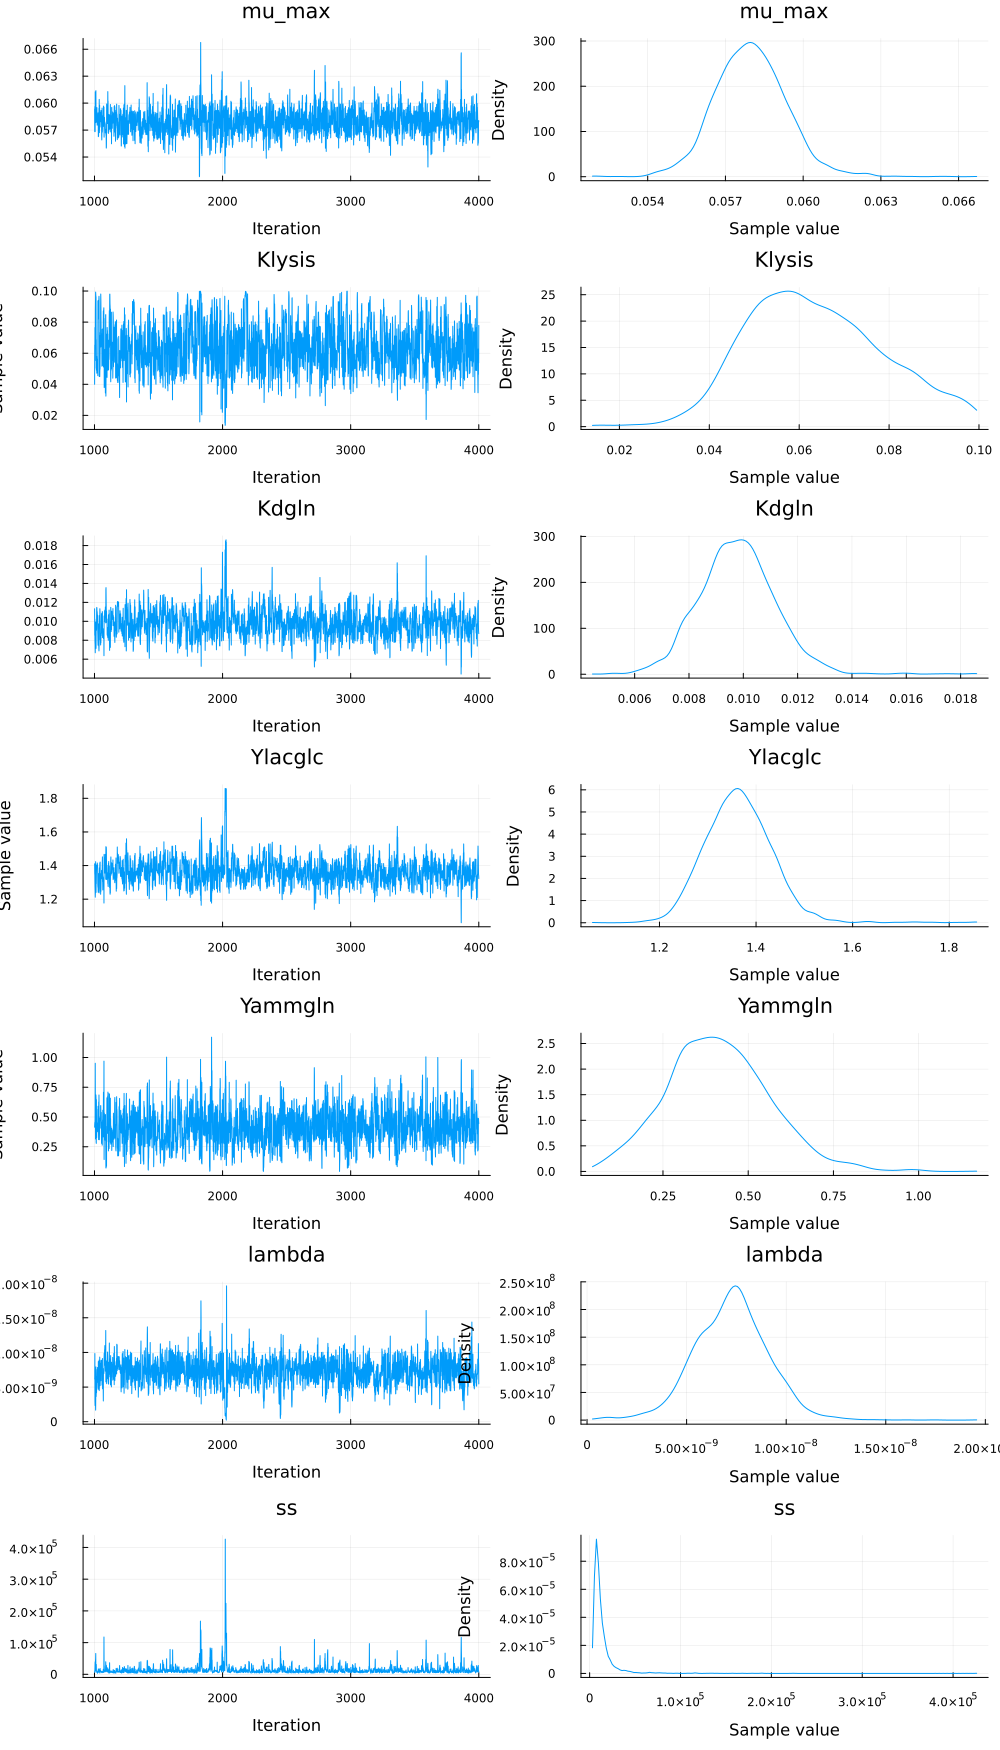 mu_max mu_max
0.066
0.063
0.060
0.057
0.054
1000 2000 3000 4000
Iteration
Density
300
200
100
0
0.054 0.057 0.060 0.063 0.066
Sample value
Klysis Klysis
0.10
0.08
0.06
0.04
0.02
1000 2000 3000 4000
Iteration
Density
25
20
15
10
5
0
0.02 0.04 0.06 0.08 0.10
Sample value
Kdgln Kdgln
0.018
0.016
0.014
0.012
0.010
0.008
0.006
1000 2000 3000 4000
Iteration
Density
300
200
100
0
0.006 0.008 0.010 0.012 0.014 0.016 0.018
Sample value
Ylacglc Ylacglc
Sample value
1.8
1.6
1.4
1.2
1000 2000 3000 4000
Iteration
Density
6
5
4
3
2
1
0
1.2 1.4 1.6 1.8
Sample value
Yammgln Yammgln
1.00
0.75
0.50
0.25
1000 2000 3000 4000
Iteration
Density
2.5
2.0
1.5
1.0
0.5
0.0
0.25 0.50 0.75 1.00
Sample value
lambda lambda
.00×10⁻⁸
.50×10⁻⁸
.00×10⁻⁸
.00×10⁻⁹
0
1000 2000 3000 4000
Iteration
Density
2.50×10⁸
2.00×10⁸
1.50×10⁸
1.00×10⁸
5.00×10⁷
0
0 5.00×10⁻⁹ 1.00×10⁻⁸ 1.50×10⁻⁸ 2.00×1
Sample value
ss ss
4.0×10⁵
3.0×10⁵
2.0×10⁵
1.0×10⁵
0
1000 2000 3000 4000
Iteration
Density
8.0×10⁻⁵
6.0×10⁻⁵
4.0×10⁻⁵
2.0×10⁻⁵
0
0 1.0×10⁵ 2.0×10⁵ 3.0×10⁵ 4.0×10⁵
Sample value